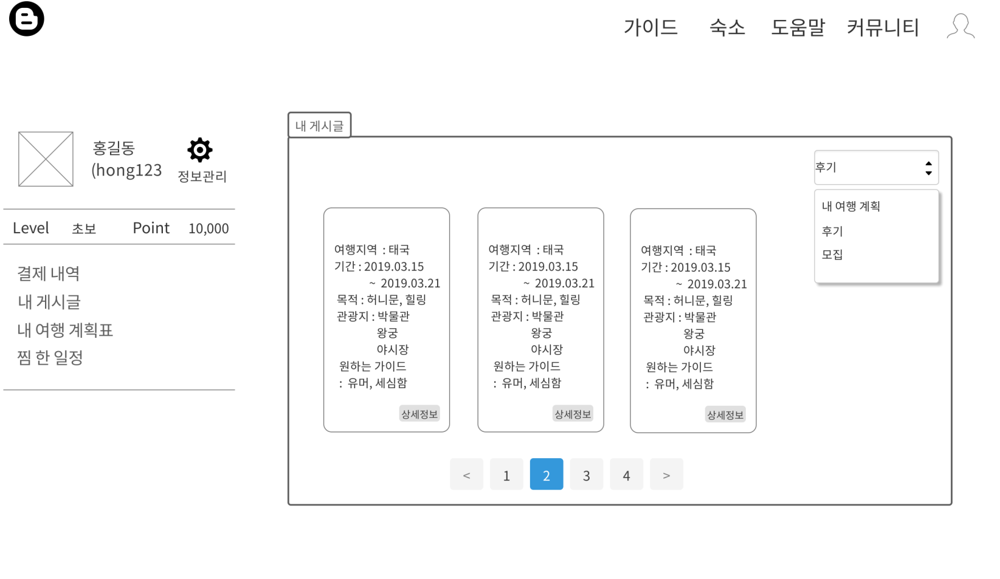 가이드 숙소 도움말 커뮤니티
홍길동
(hong123
정보관리
Level 초보 Point 10,000
결제 내역
내 게시글
내 여행 계획표
찜 한 일정
내 게시글
후기
내 여행 계획
후기
모집
여행지역 : 태국
기간 : 2019.03.15
~ 2019.03.21
목적 : 허니문, 힐링
관광지 : 박물관
왕궁
야시장
원하는 가이드
: 유머, 세심함
상세정보
여행지역 : 태국
기간 : 2019.03.15
~ 2019.03.21
목적 : 허니문, 힐링
관광지 : 박물관
왕궁
야시장
원하는 가이드
: 유머, 세심함
상세정보
여행지역 : 태국
기간 : 2019.03.15
~ 2019.03.21
목적 : 허니문, 힐링
관광지 : 박물관
왕궁
야시장
원하는 가이드
: 유머, 세심함
상세정보
< 1 2 3 4 >